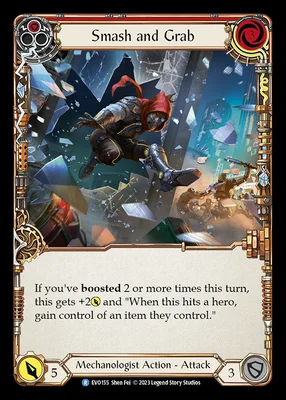 Smash and Grab
If you've boosted 2 or more times this turn,
this gets +2 and "When this hits a hero,
gain control of an item they control."
5 Mechanologist Action - Attack 3
R EVO155 Shen Fei © 2023 Legend Story Studios